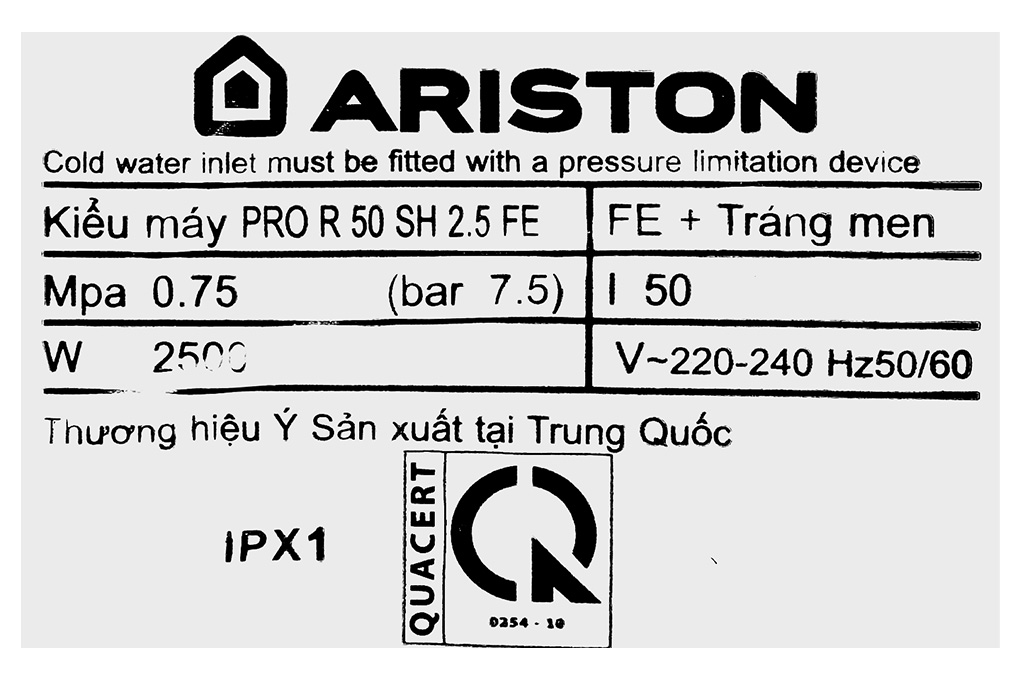 ARISTON
Cold water inlet must be fitted with a pressure limitation device
Kiểu máy PRO R 50 SH 2.5 FE FE + Tráng men
Mpa 0.75 (bar 7.5) l 50
W 2500 V~220-240 Hz50/60
Thương hiệu Ý Sản xuất tại Trung Quốc
IPX1
QUACERT
0254 - 10